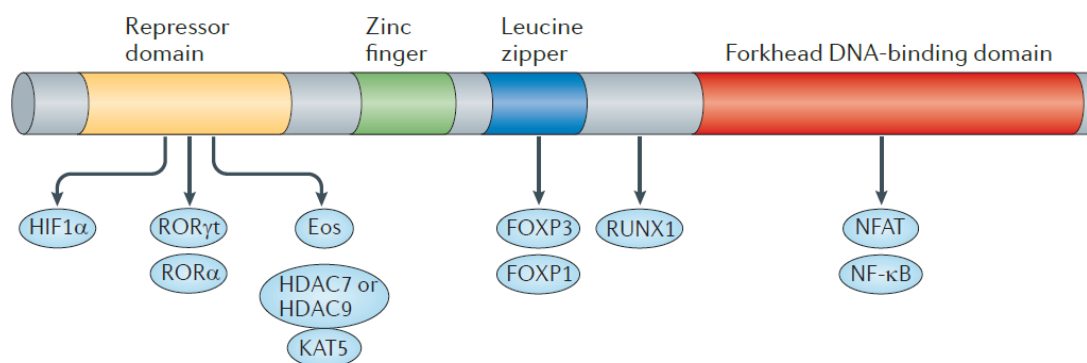 Repressor
domain
Zinc
finger
Leucine
zipper
Forkhead DNA-binding domain
HIF1α
RORγt
RORα
Eos
HDAC7 or
HDAC9
KAT5
FOXP3
FOXP1
RUNX1
NFAT
NF-κB